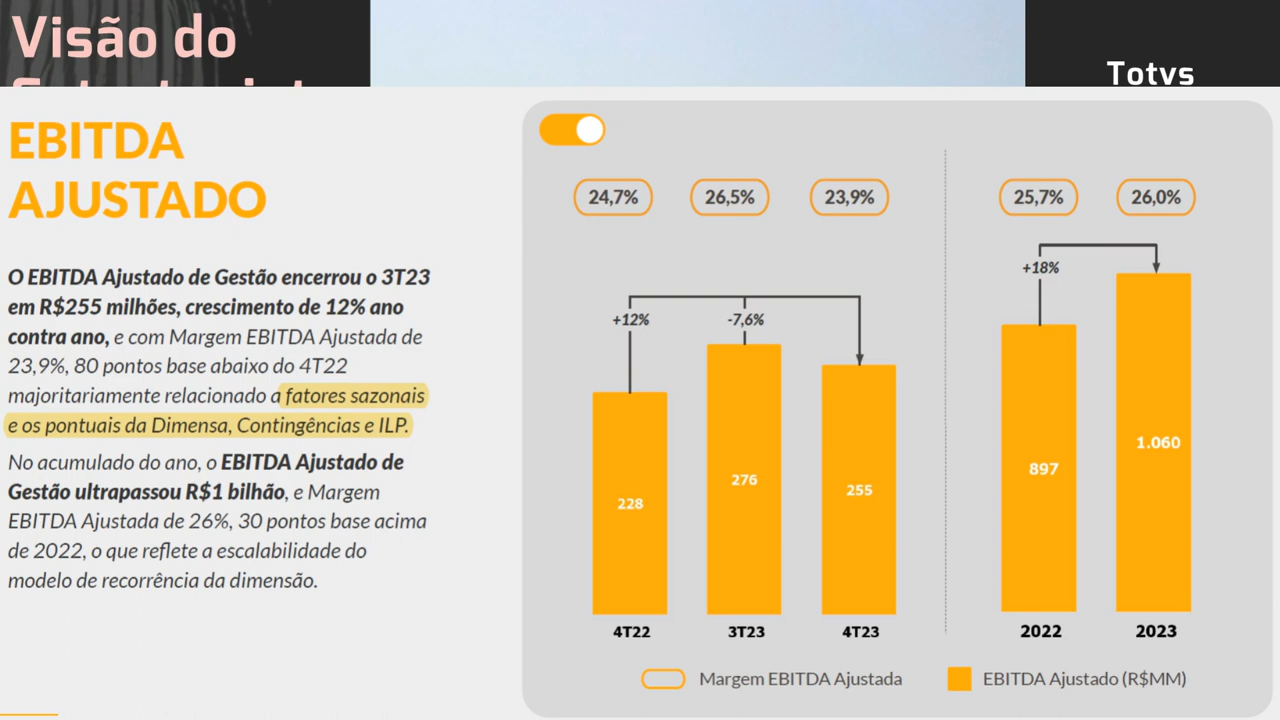 Visão do
Totvs
EBITDA
AJUSTADO
O EBITDA Ajustado de Gestão encerrou o 3T23
em R$255 milhões, crescimento de 12% ano
contra ano, e com Margem EBITDA Ajustada de
23,9%, 80 pontos base abaixo do 4T22
majoritariamente relacionado a fatores sazonais
e os pontuais da Dimensa, Contingências e ILP.
No acumulado do ano, o EBITDA Ajustado de
Gestão ultrapassou R$1 bilhão, e Margem
EBITDA Ajustada de 26%, 30 pontos base acima
de 2022, o que reflete a escalabilidade do
modelo de recorrência da dimensão.
24,7% 26,5% 23,9% 25,7% 26,0%
+18%
+12% -7,6%
228 276 255 897 1.060
4T22 3T23 4T23 2022 2023
Margem EBITDA Ajustada EBITDA Ajustado (R$MM)